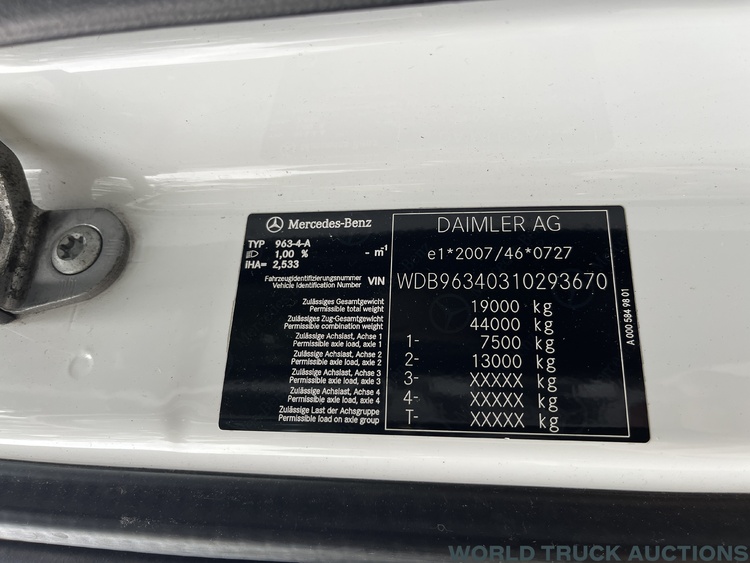 Mercedes-Benz
DAIMLER AG
TYP 963-4-A
1,00 % - m⁻¹
iHA= 2,533
e1*2007/46*0727
Fahrzeugidentifizierungsnummer
Vehicle Identification Number
VIN WDB96340310293670
Zulässiges Gesamtgewicht
Permissible total weight
19000 kg
Zulässiges Zug-Gesamtgewicht
Permissible combination weight
44000 kg
Zulässige Achslast, Achse 1
Permissible axle load, axle 1
1- 7500 kg
Zulässige Achslast, Achse 2
Permissible axle load, axle 2
2- 13000 kg
Zulässige Achslast, Achse 3
Permissible axle load, axle 3
3- XXXXX kg
Zulässige Achslast, Achse 4
Permissible axle load, axle 4
4- XXXXX kg
Zulässige Last der Achsgruppe
Permissible load on axle group
T- XXXXX kg
A 000 584 98 01
WORLD TRUCK AUCTIONS